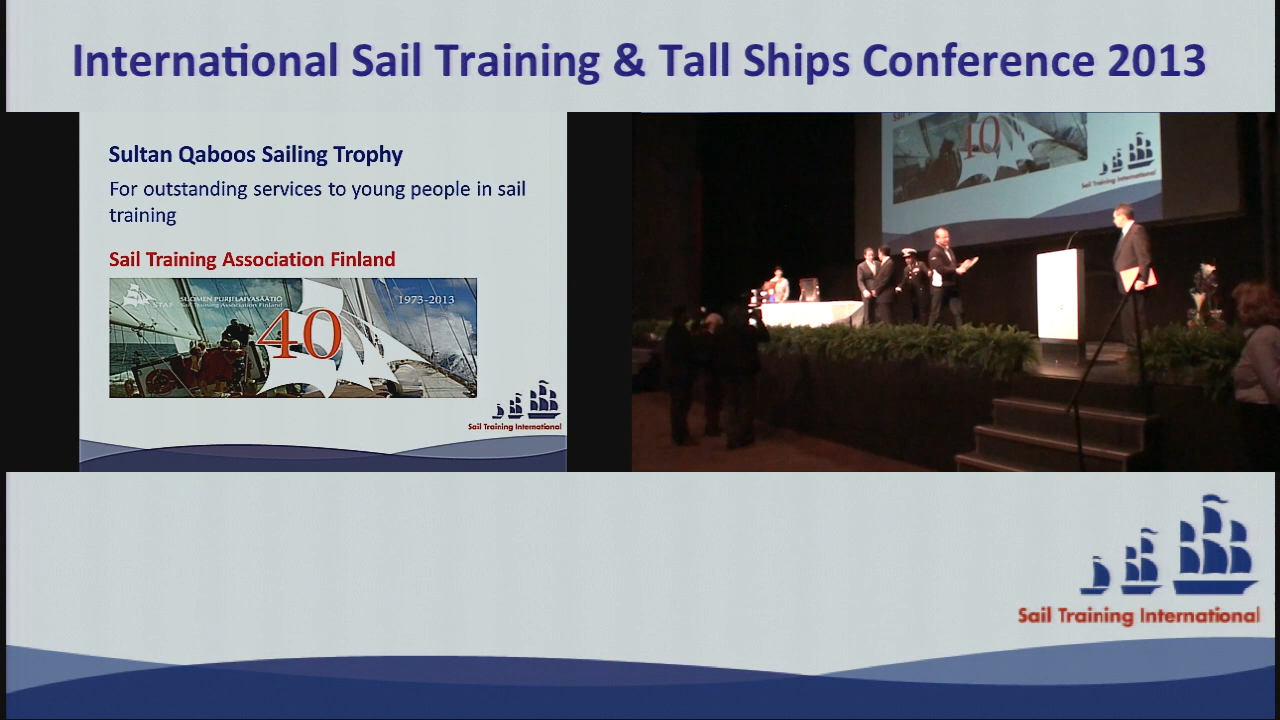 International Sail Training & Tall Ships Conference 2013
Sultan Qaboos Sailing Trophy
For outstanding services to young people in sail
training
Sail Training Association Finland
STAF
SUOMEN PURJELAIVASÄÄTIÖ
Sail Training Association Finland
1973-2013
40
Sail Training International
40
Sail Training International
Sail Training International